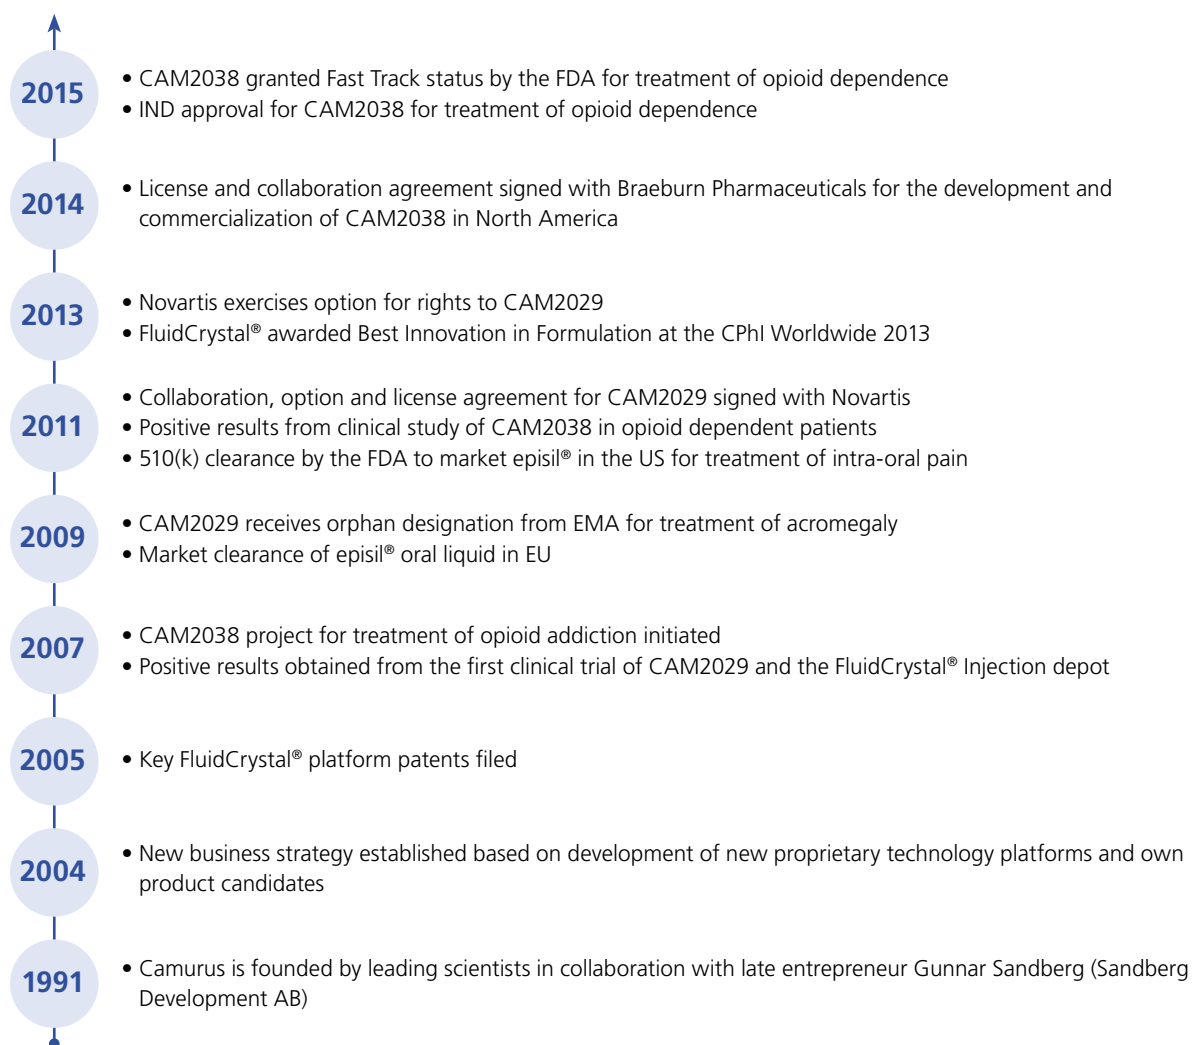 2015
• CAM2038 granted Fast Track status by the FDA for treatment of opioid dependence
• IND approval for CAM2038 for treatment of opioid dependence
2014
• License and collaboration agreement signed with Braeburn Pharmaceuticals for the development and
commercialization of CAM2038 in North America
2013
• Novartis exercises option for rights to CAM2029
• FluidCrystal® awarded Best Innovation in Formulation at the CPhI Worldwide 2013
2011
• Collaboration, option and license agreement for CAM2029 signed with Novartis
• Positive results from clinical study of CAM2038 in opioid dependent patients
• 510(k) clearance by the FDA to market episil® in the US for treatment of intra-oral pain
2009
• CAM2029 receives orphan designation from EMA for treatment of acromegaly
• Market clearance of episil® oral liquid in EU
2007
• CAM2038 project for treatment of opioid addiction initiated
• Positive results obtained from the first clinical trial of CAM2029 and the FluidCrystal® Injection depot
2005
• Key FluidCrystal® platform patents filed
2004
• New business strategy established based on development of new proprietary technology platforms and own
product candidates
1991
• Camurus is founded by leading scientists in collaboration with late entrepreneur Gunnar Sandberg (Sandberg
Development AB)